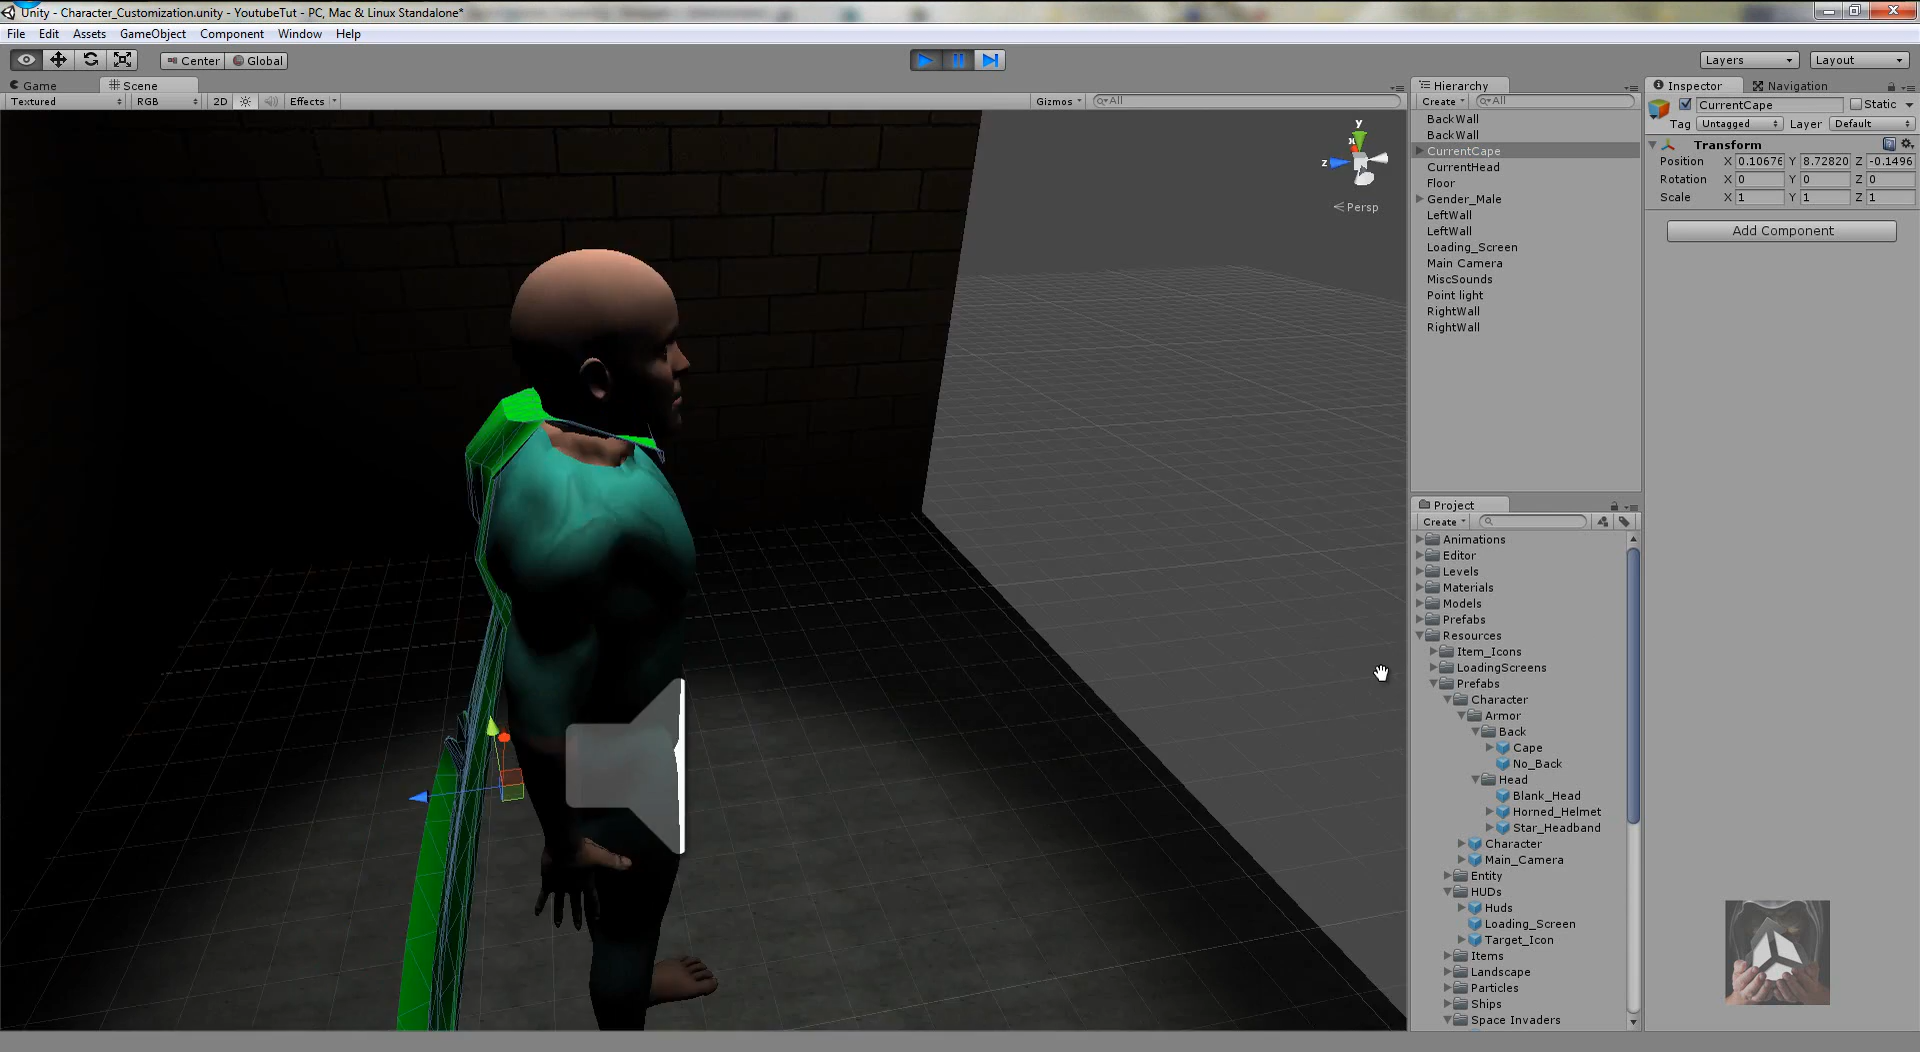 Unity - Character_Customization.unity - YoutubeTut - PC, Mac & Linux Standalone*
File Edit Assets GameObject Component Window Help
Center Global Layers Layout
Game Scene
Textured RGB 2D Effects Gizmos All
y
x
z
Persp
Hierarchy
Create All
BackWall
BackWall
CurrentCape
CurrentHead
Floor
Gender_Male
LeftWall
LeftWall
Loading_Screen
Main Camera
MiscSounds
Point light
RightWall
RightWall
Project
Create
Animations
Editor
Levels
Materials
Models
Prefabs
Resources
Item_Icons
LoadingScreens
Prefabs
Character
Armor
Back
Cape
No_Back
Head
Blank_Head
Horned_Helmet
Star_Headband
Character
Main_Camera
Entity
HUDs
Huds
Loading_Screen
Target_Icon
Items
Landscape
Particles
Ships
Space Invaders
Inspector Navigation
CurrentCape Static
Tag Untagged Layer Default
Transform
Position X 0.10676 Y 8.72820 Z -0.1496
Rotation X 0 Y 0 Z 0
Scale X 1 Y 1 Z 1
Add Component